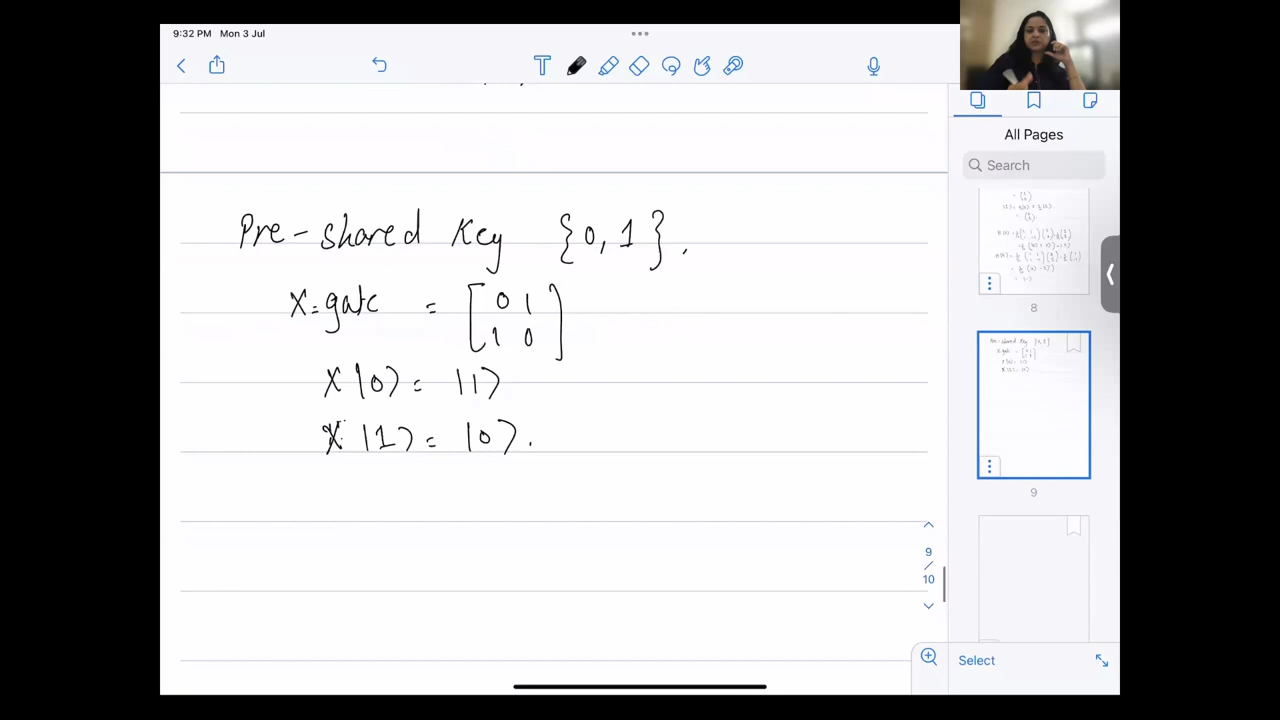 9:32 PM Mon 3 Jul
All Pages
Search
Pre-shared Key {0, 1}.
X-gate = [0 1
1 0]
X|0⟩ = |1⟩
X|1⟩ = |0⟩.
8
9
9
/
10
Select